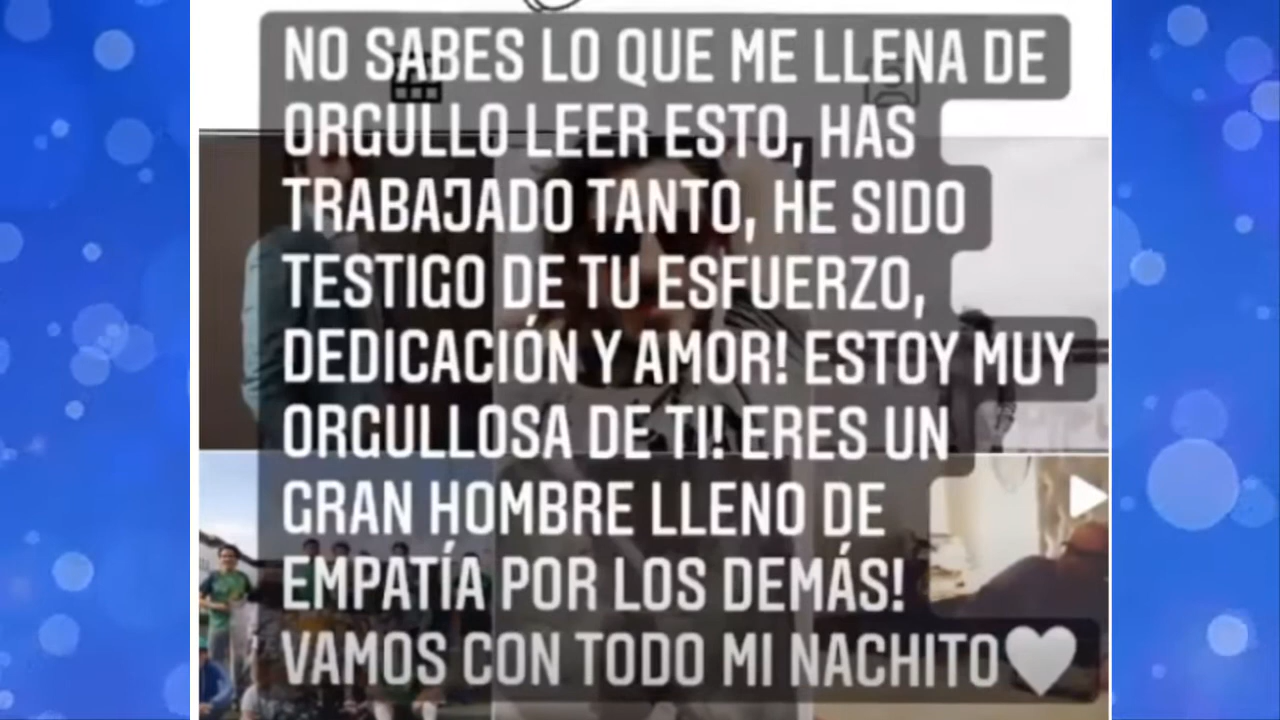 NO SABES LO QUE ME LLENA DE
ORGULLO LEER ESTO, HAS
TRABAJADO TANTO, HE SIDO
TESTIGO DE TU ESFUERZO,
DEDICACIÓN Y AMOR! ESTOY MUY
ORGULLOSA DE TI! ERES UN
GRAN HOMBRE LLENO DE
EMPATÍA POR LOS DEMÁS!
VAMOS CON TODO MI NACHITO🤍